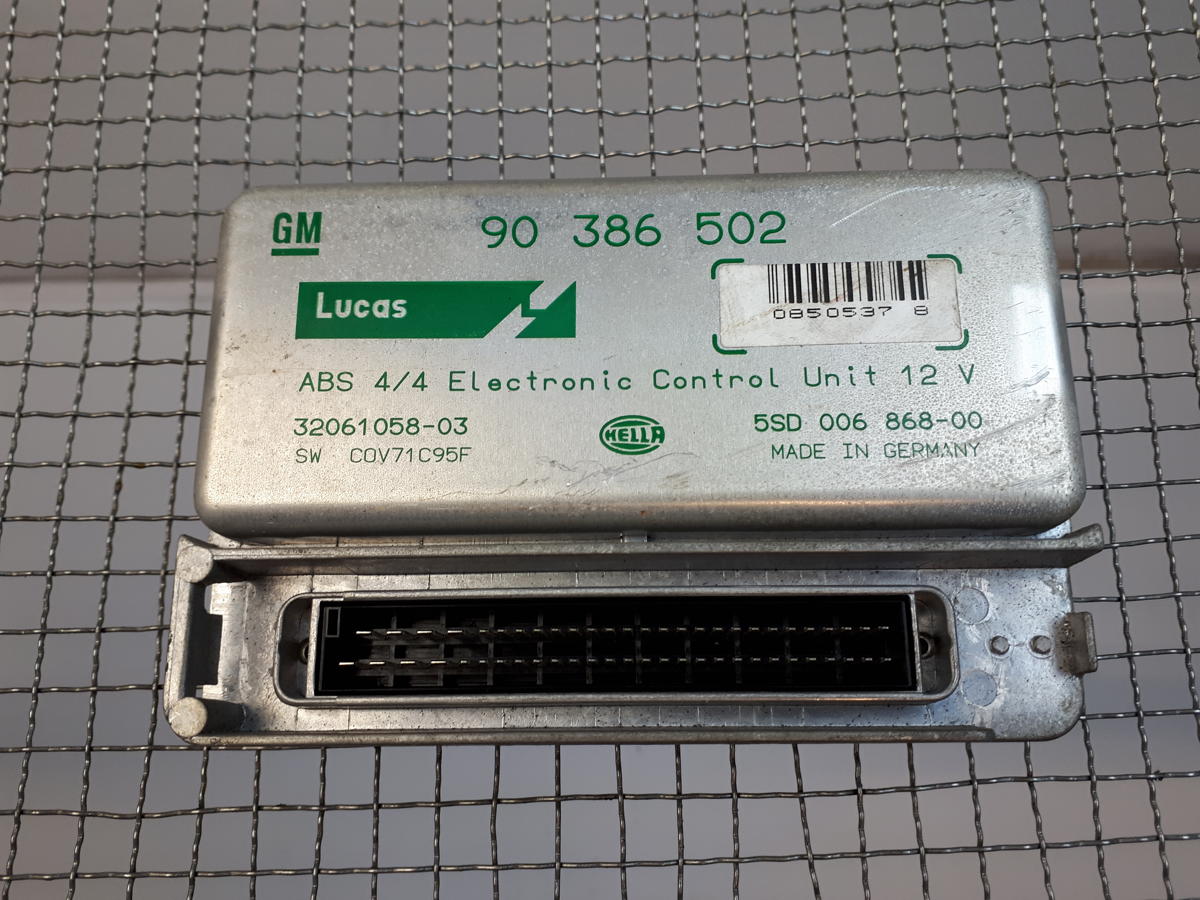 GM 90 386 502
Lucas
0850537 8
ABS 4/4 Electronic Control Unit 12 V
32061058-03 HELLA 5SD 006 868-00
SW COV71C95F MADE IN GERMANY